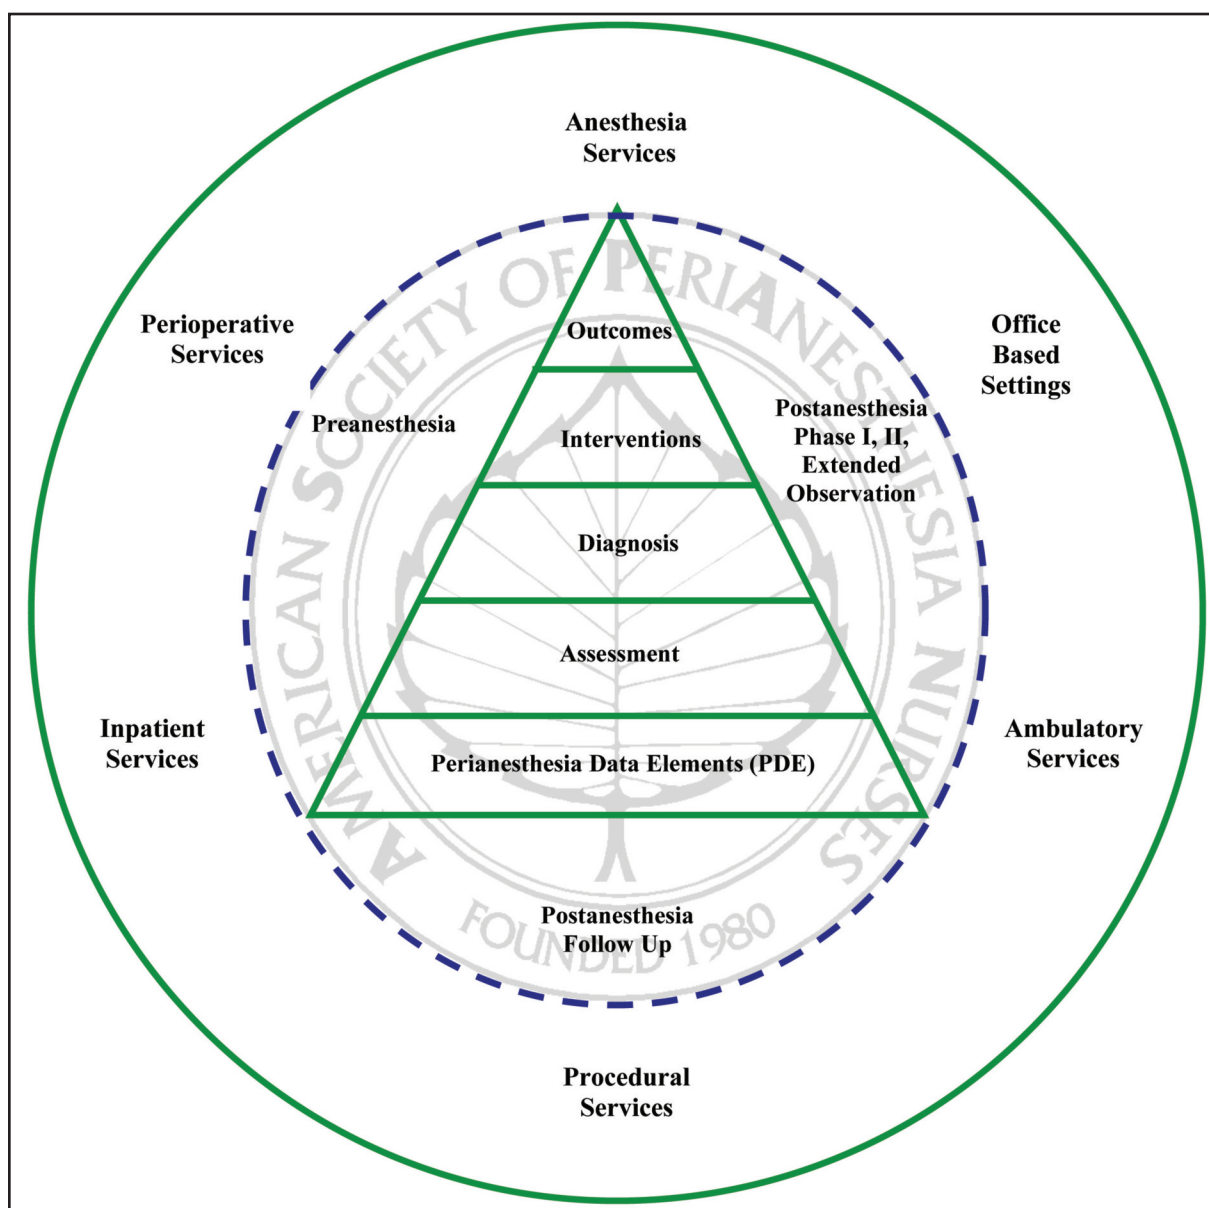 Anesthesia
Services
AMERICAN SOCIETY OF PERIANESTHESIA NURSES
Perioperative
Services
Office
Based
Settings
Outcomes
Preanesthesia
Interventions
Postanesthesia
Phase I, II,
Extended
Observation
Diagnosis
Assessment
Inpatient
Services
Ambulatory
Services
Perianesthesia Data Elements (PDE)
Postanesthesia
Follow Up
FOUNDED 1980
Procedural
Services